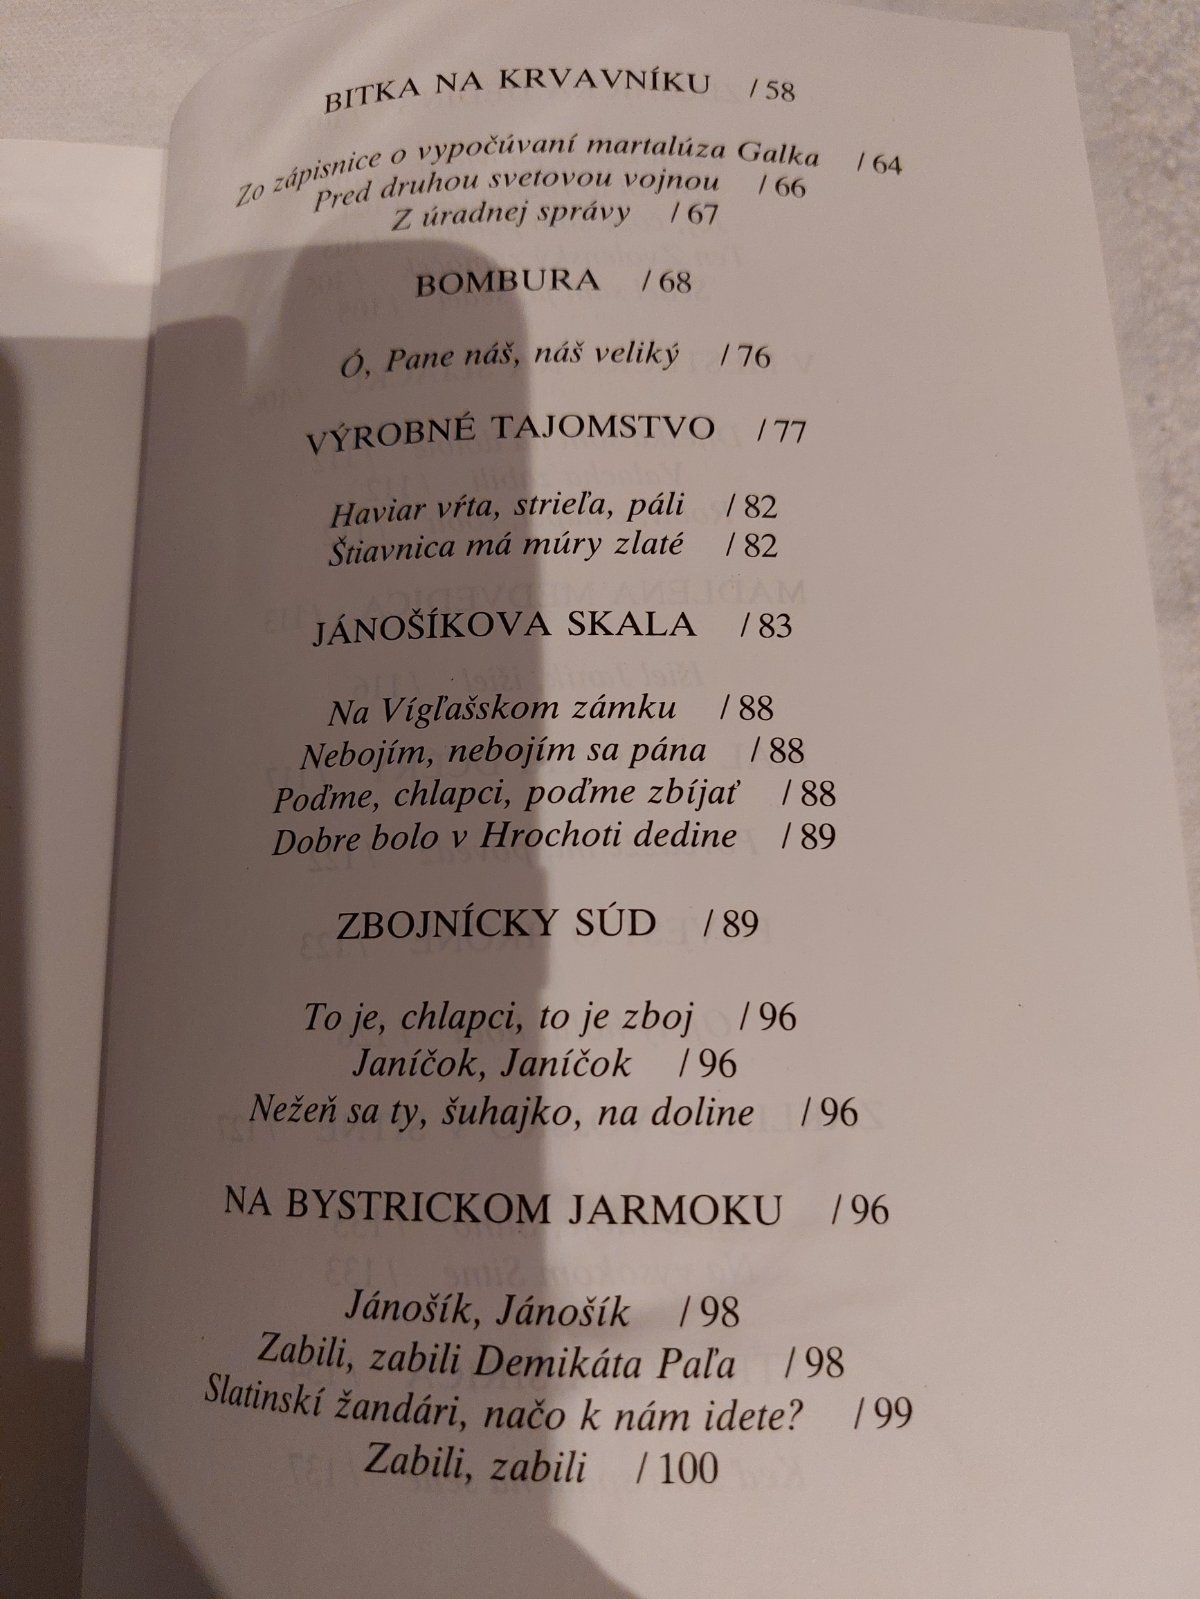 BITKA NA KRVAVNÍKU / 58
Zo zápisnice o vypočúvaní martalúza Galka / 64
Pred druhou svetovou vojnou / 66
Z úradnej správy / 67
BOMBURA / 68
Ó, Pane náš, náš veliký / 76
VÝROBNÉ TAJOMSTVO / 77
Haviar vŕta, strieľa, páli / 82
Štiavnica má múry zlaté / 82
JÁNOŠÍKOVA SKALA / 83
Na Vígľašskom zámku / 88
Nebojím, nebojím sa pána / 88
Poďme, chlapci, poďme zbíjať / 88
Dobre bolo v Hrochoti dedine / 89
ZBOJNÍCKY SÚD / 89
To je, chlapci, to je zboj / 96
Janíčok, Janíčok / 96
Nežeň sa ty, šuhajko, na doline / 96
NA BYSTRICKOM JARMOKU / 96
Jánošík, Jánošík / 98
Zabili, zabili Demikáta Paľa / 98
Slatinskí žandári, načo k nám idete? / 99
Zabili, zabili / 100